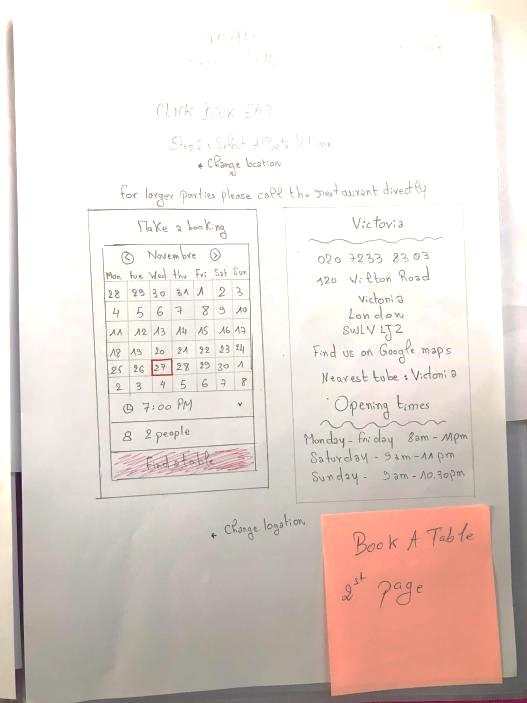 CLICK BOOK EAT
Step 2: Select A Date & Time
Change location
for larger parties please call the restaurant directly
Make a booking
Novembre
Mon Tue Wed Thu Fri Sat Sun
28 29 30 31 1 2 3
4 5 6 7 8 9 10
11 12 13 14 15 16 17
18 19 20 21 22 23 24
25 26 27 28 29 30 1
2 3 4 5 6 7 8
7:00 PM
2 people
Find a table
Victoria
020 7233 8303
120 Wilton Road
Victoria
London
SW1V 1JZ
Find us on Google maps
Nearest tube: Victoria
Opening times
Monday - friday 8am - 11pm
Saturday - 9am - 11pm
Sunday - 9am - 10.30pm
Change location
Book A Table
2st page